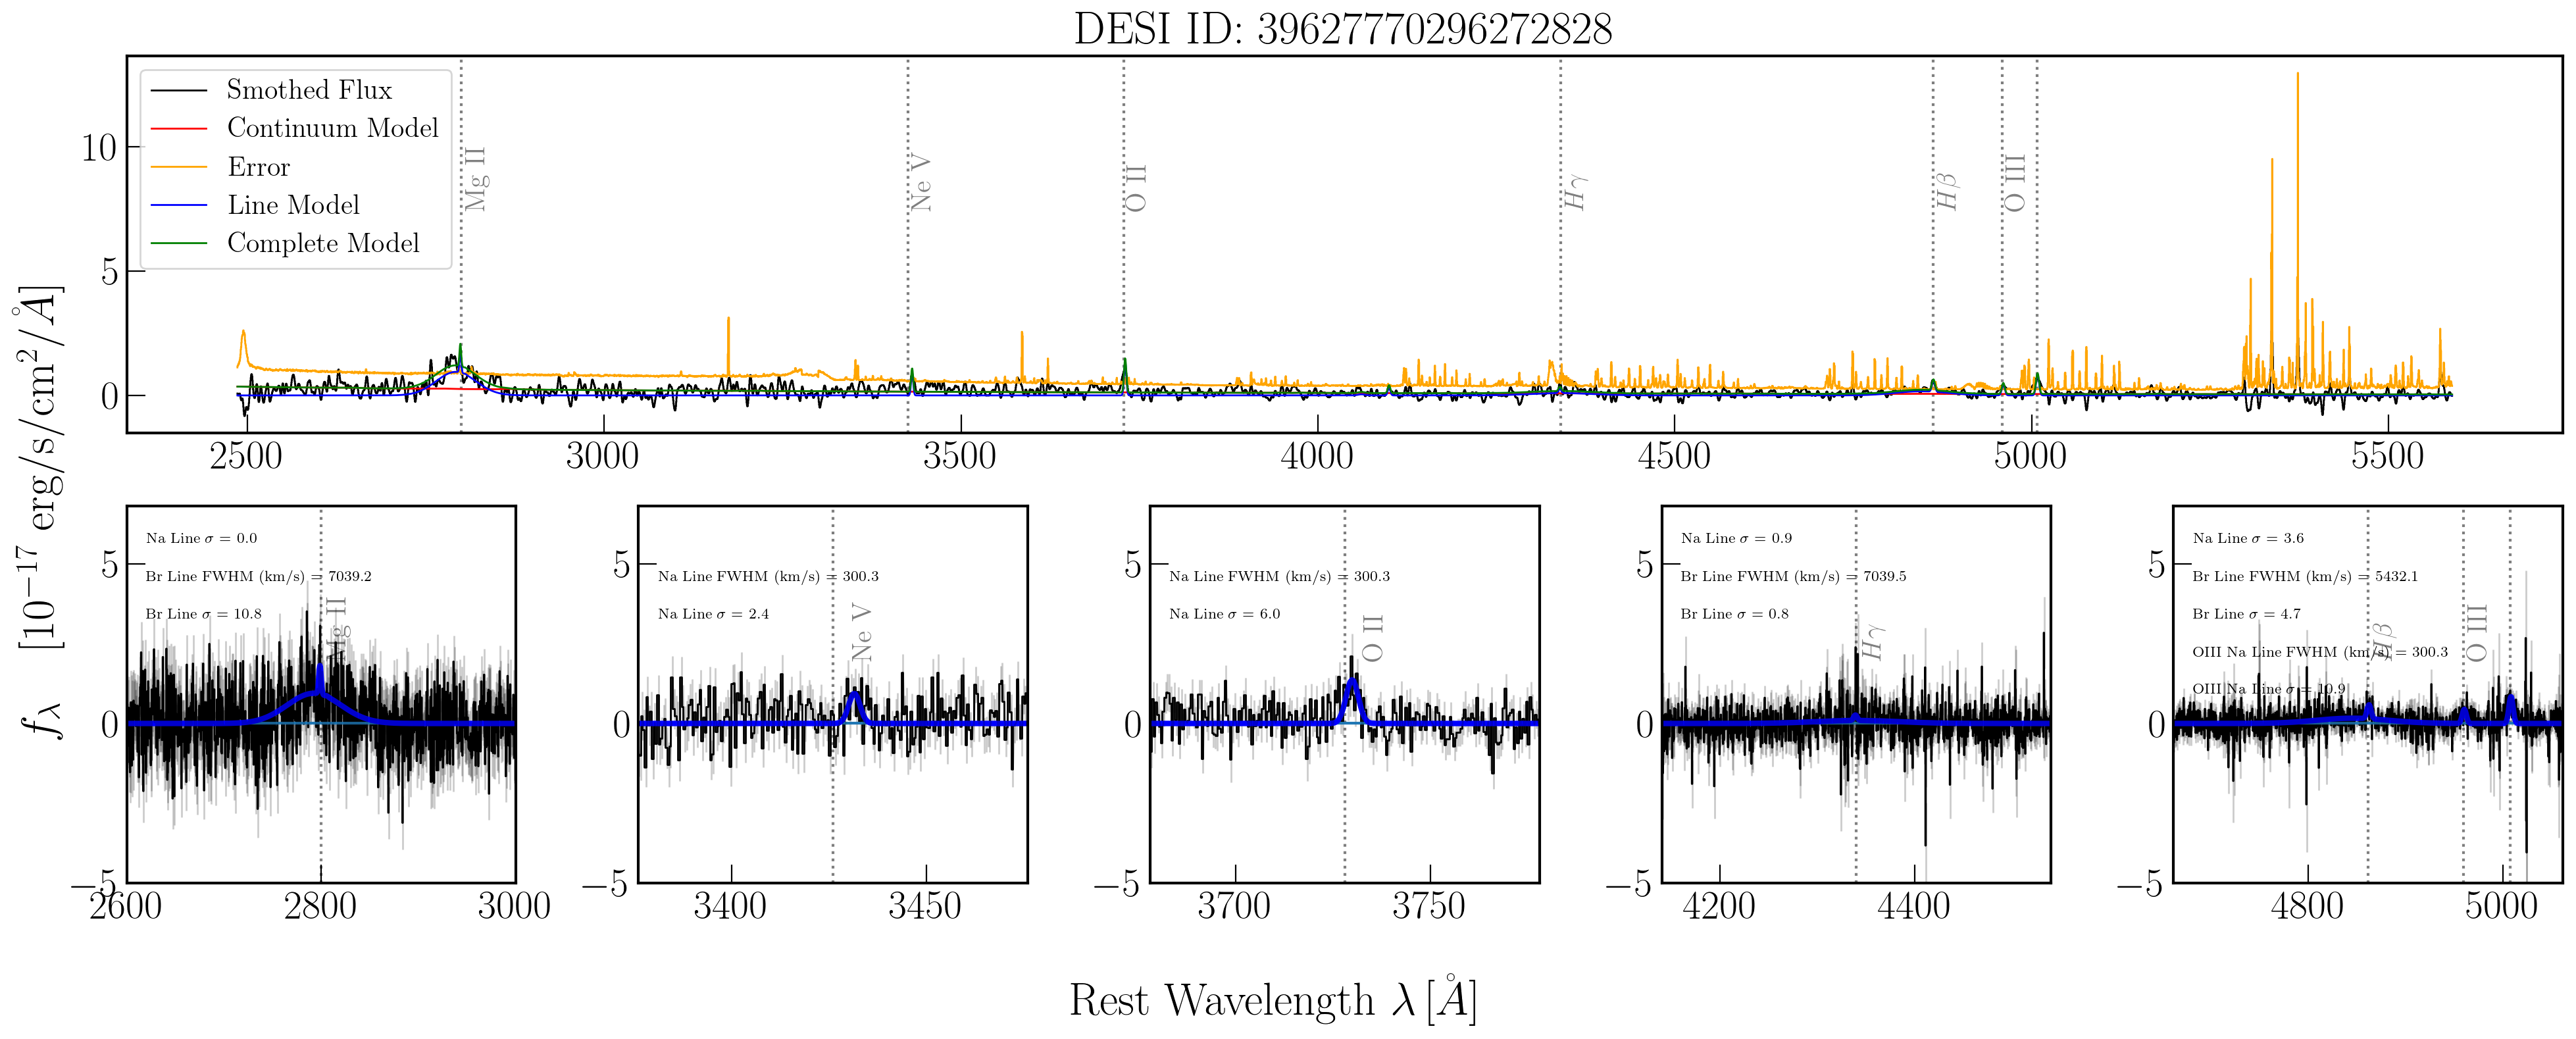 DESI ID: 39627770296272828
Smothed Flux
Continuum Model
Error
Line Model
Complete Model
Mg II
Ne V
O II
Hγ
Hβ
O III
10
5
0
2500 3000 3500 4000 4500 5000 5500
fλ [10⁻¹⁷ erg/s/cm²/Å]
Na Line σ = 0.0
Br Line FWHM (km/s) = 7039.2
Br Line σ = 10.8
Mg II
5
0
−5
2600 2800 3000
Na Line FWHM (km/s) = 300.3
Na Line σ = 2.4
Ne V
5
0
−5
3400 3450
Na Line FWHM (km/s) = 300.3
Na Line σ = 6.0
O II
5
0
−5
3700 3750
Na Line σ = 0.9
Br Line FWHM (km/s) = 7039.5
Br Line σ = 0.8
Hγ
5
0
−5
4200 4400
Na Line σ = 3.6
Br Line FWHM (km/s) = 5432.1
Br Line σ = 4.7
OIII Na Line FWHM (km/s) = 300.3
OIII Na Line σ = 10.9
Hβ
O III
5
0
−5
4800 5000
Rest Wavelength λ [Å]